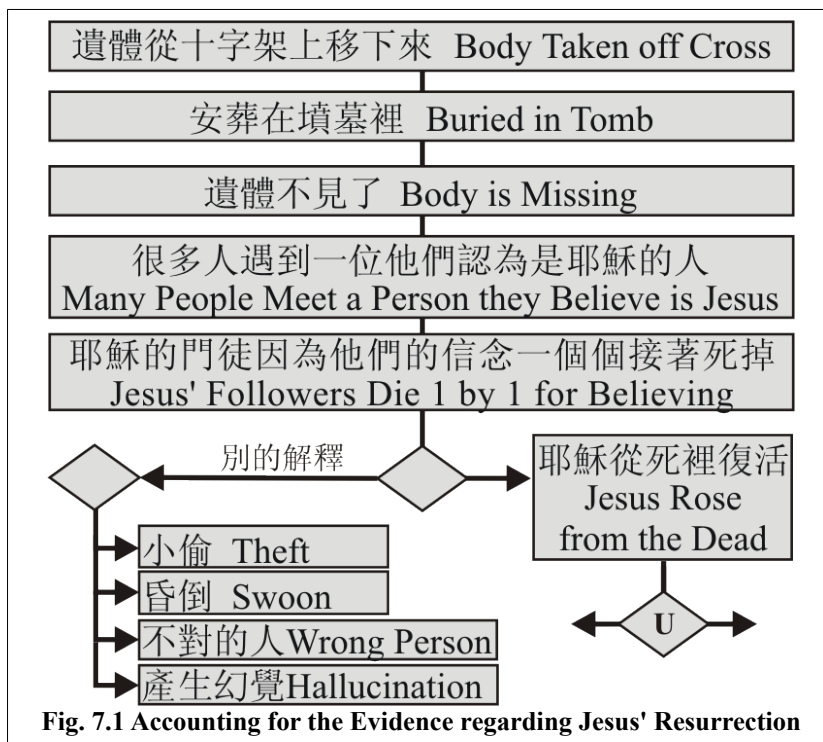 遺體從十字架上移下來 Body Taken off Cross
安葬在墳墓裡 Buried in Tomb
遺體不見了 Body is Missing
很多人遇到一位他們認為是耶穌的人
Many People Meet a Person they Believe is Jesus
耶穌的門徒因為他們的信念一個個接著死掉
Jesus' Followers Die 1 by 1 for Believing
別的解釋
耶穌從死裡復活
Jesus Rose
from the Dead
小偷 Theft
昏倒 Swoon
不對的人Wrong Person
產生幻覺Hallucination
U
Fig. 7.1 Accounting for the Evidence regarding Jesus' Resurrection